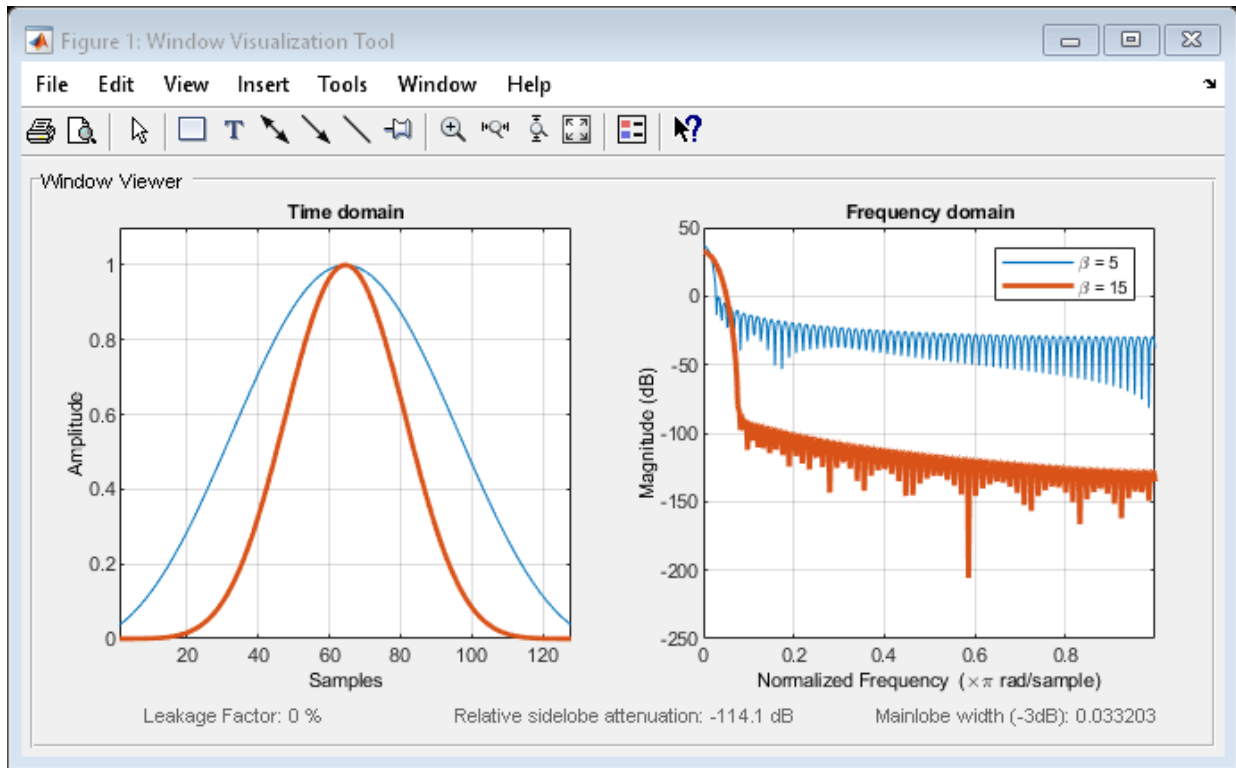 Figure 1: Window Visualization Tool
File Edit View Insert Tools Window Help
T
?
Window Viewer
Time domain
1
0.8
0.6
0.4
0.2
0
20 40 60 80 100 120
Amplitude
Samples
Frequency domain
β = 5
β = 15
50
0
-50
-100
-150
-200
-250
0 0.2 0.4 0.6 0.8
Magnitude (dB)
Normalized Frequency (×π rad/sample)
Leakage Factor: 0 % Relative sidelobe attenuation: -114.1 dB Mainlobe width (-3dB): 0.033203